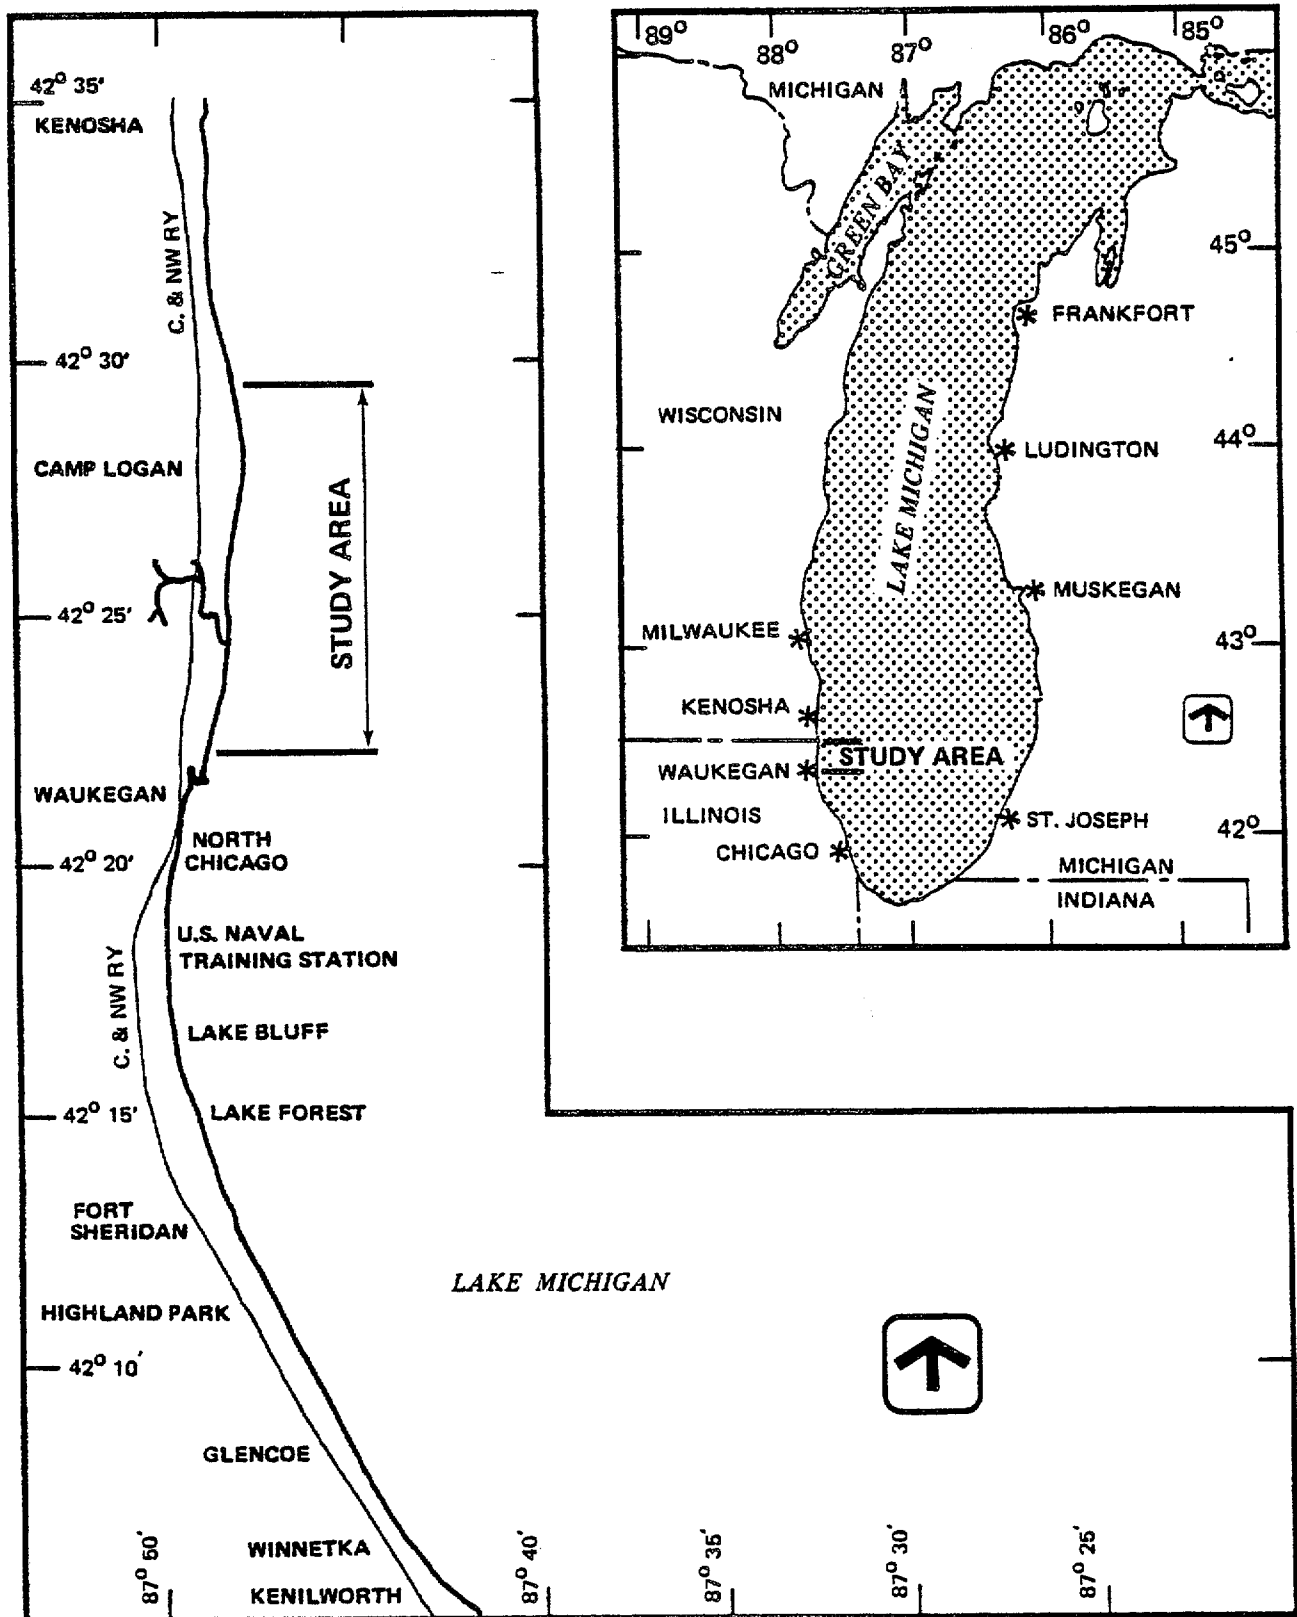 42° 35'
KENOSHA
C. & NW RY
42° 30'
CAMP LOGAN
STUDY AREA
42° 25'
WAUKEGAN
NORTH
CHICAGO
42° 20'
U.S. NAVAL
TRAINING STATION
C. & NW RY
LAKE BLUFF
42° 15'
LAKE FOREST
FORT
SHERIDAN
LAKE MICHIGAN
HIGHLAND PARK
42° 10'
GLENCOE
WINNETKA
KENILWORTH
87° 50'
87° 40'
87° 35'
87° 30'
87° 25'
89°
88°
87°
86°
85°
MICHIGAN
GREEN BAY
45°
FRANKFORT
WISCONSIN
LAKE MICHIGAN
44°
LUDINGTON
MUSKEGAN
MILWAUKEE
43°
KENOSHA
STUDY AREA
WAUKEGAN
ILLINOIS
ST. JOSEPH
42°
CHICAGO
MICHIGAN
INDIANA